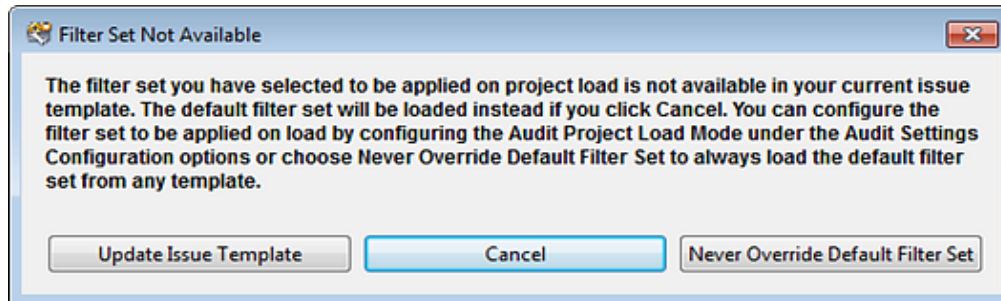 Filter Set Not Available
The filter set you have selected to be applied on project load is not available in your current issue
template. The default filter set will be loaded instead if you click Cancel. You can configure the
filter set to be applied on load by configuring the Audit Project Load Mode under the Audit Settings
Configuration options or choose Never Override Default Filter Set to always load the default filter
set from any template.
Update Issue Template Cancel Never Override Default Filter Set